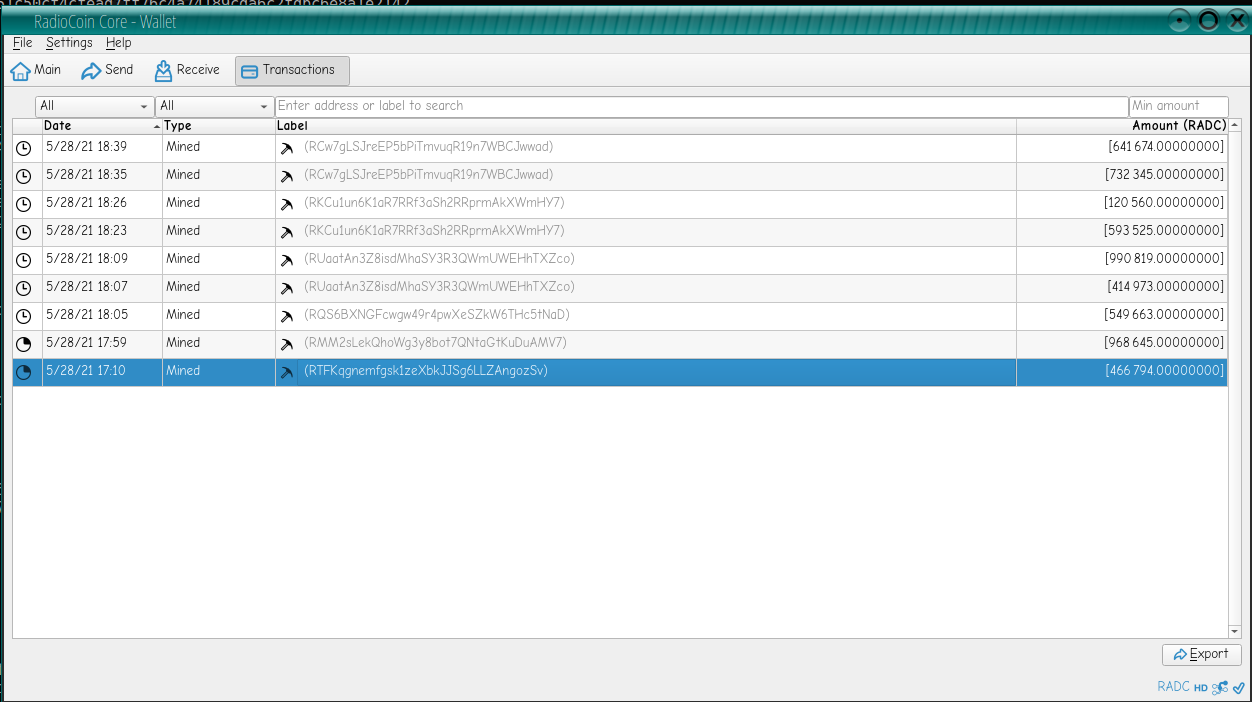 RadioCoin Core - Wallet
File Settings Help
Main Send Receive Transactions
All All Enter address or label to search Min amount
Date Type Label Amount (RADC)
5/28/21 18:39 Mined (RCw7gLSJreEP5bPiTmvuqR19n7WBCJwwad) [641 674.00000000]
5/28/21 18:35 Mined (RCw7gLSJreEP5bPiTmvuqR19n7WBCJwwad) [732 345.00000000]
5/28/21 18:26 Mined (RKCu1un6K1aR7RRf3aSh2RRprmAkXWmHY7) [120 560.00000000]
5/28/21 18:23 Mined (RKCu1un6K1aR7RRf3aSh2RRprmAkXWmHY7) [593 525.00000000]
5/28/21 18:09 Mined (RUaatAn3Z8isdMhaSY3R3QWmUWEHhTXZco) [990 819.00000000]
5/28/21 18:07 Mined (RUaatAn3Z8isdMhaSY3R3QWmUWEHhTXZco) [414 973.00000000]
5/28/21 18:05 Mined (RQS6BXNGFcwgw49r4pwXeSZkW6THc5tNaD) [549 663.00000000]
5/28/21 17:59 Mined (RMM2sLekQhoWg3y8bot7QNtaGtKuDuAMV7) [968 645.00000000]
5/28/21 17:10 Mined (RTFKqgnemfgsk1zeXbkJJSg6LLZAngozSv) [466 794.00000000]
Export
RADC HD